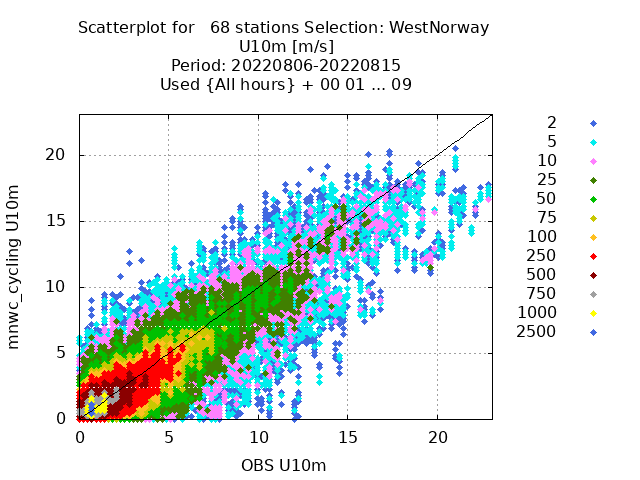 Scatterplot for   68 stations Selection: WestNorway
U10m [m/s]
Period: 20220806-20220815
Used {All hours} + 00 01 ... 09
mnwc_cycling U10m
20
15
10
5
0
0 5 10 15 20
OBS U10m
2
5
10
25
50
75
100
250
500
750
1000
2500